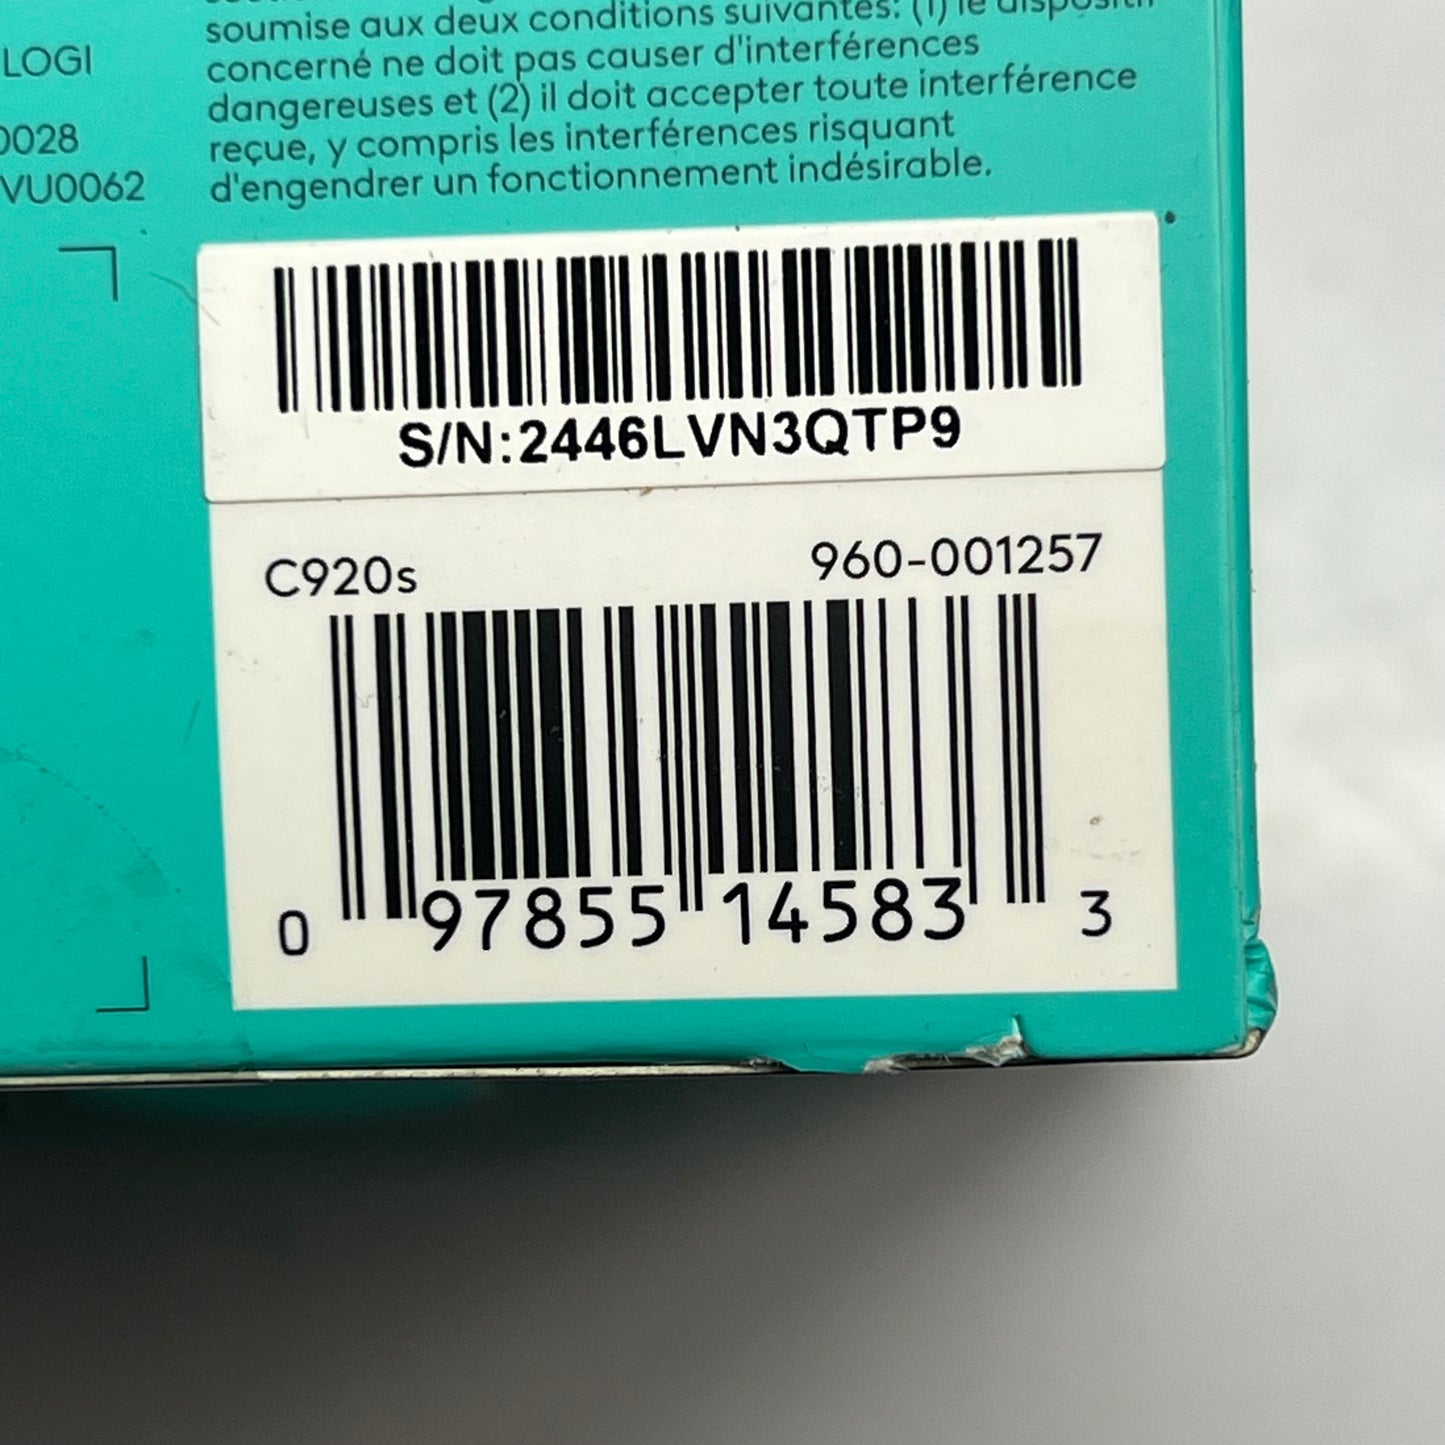 LOGI
0028
VU0062
soumise aux deux conditions suivantes: (1) le dispositif
concerné ne doit pas causer d'interférences
dangereuses et (2) il doit accepter toute interférence
reçue, y compris les interférences risquant
d'engendrer un fonctionnement indésirable.
S/N:2446LVN3QTP9
C920s 960-001257
0 97855 14583 3